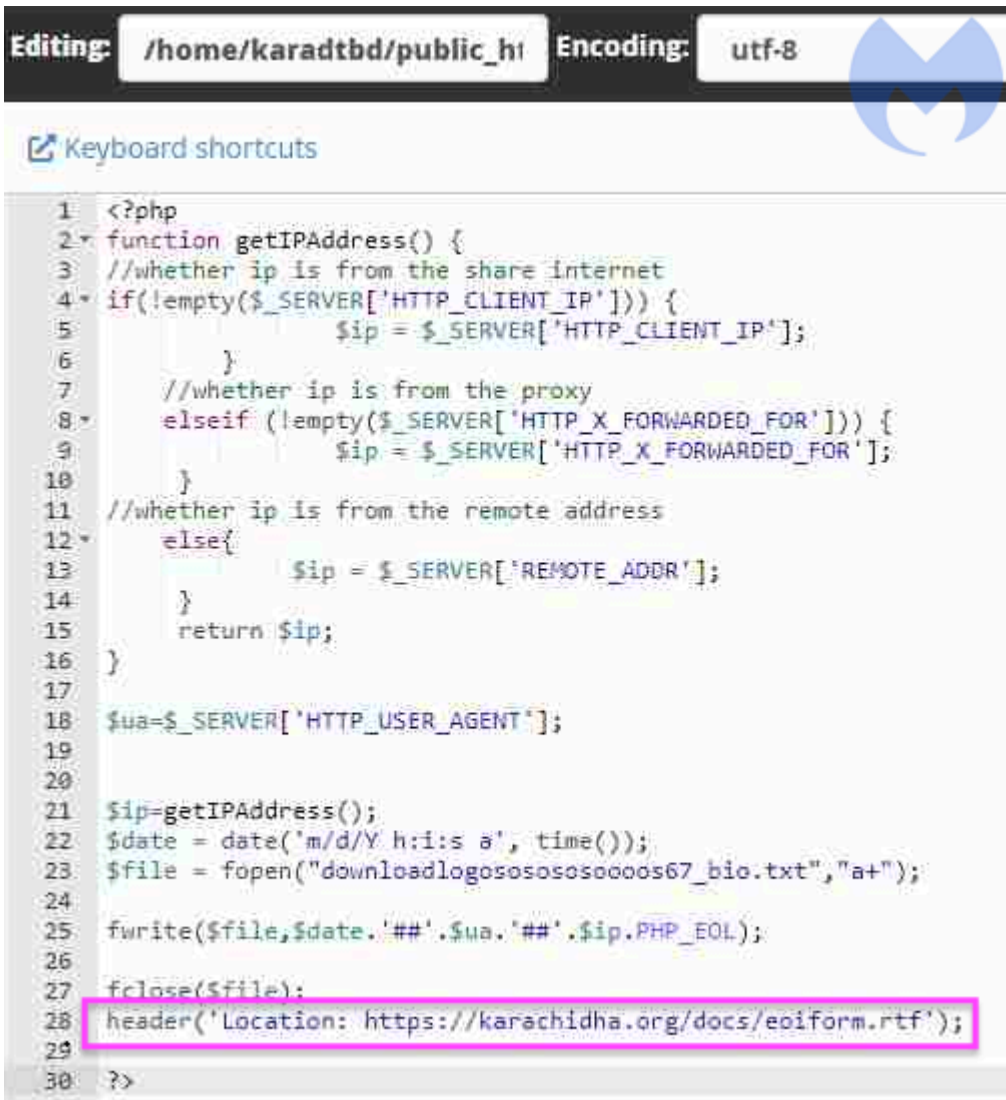 Editing: /home/karadtbd/public_ht Encoding: utf-8
Keyboard shortcuts
1 <?php
2 function getIPAddress() {
3 //whether ip is from the share internet
4 if(!empty($_SERVER['HTTP_CLIENT_IP'])) {
5 $ip = $_SERVER['HTTP_CLIENT_IP'];
6 }
7 //whether ip is from the proxy
8 elseif (!empty($_SERVER['HTTP_X_FORWARDED_FOR'])) {
9 $ip = $_SERVER['HTTP_X_FORWARDED_FOR'];
10 }
11 //whether ip is from the remote address
12 else{
13 $ip = $_SERVER['REMOTE_ADDR'];
14 }
15 return $ip;
16 }
17
18 $ua=$_SERVER['HTTP_USER_AGENT'];
19
20
21 $ip=getIPAddress();
22 $date = date('m/d/Y h:i:s a', time());
23 $file = fopen("downloadlogososososoooos67_bio.txt","a+");
24
25 fwrite($file,$date.'##'.$ua.'##'.$ip.PHP_EOL);
26
27 fclose($file);
28 header('Location: https://karachidha.org/docs/eoiform.rtf');
29
30 ?>